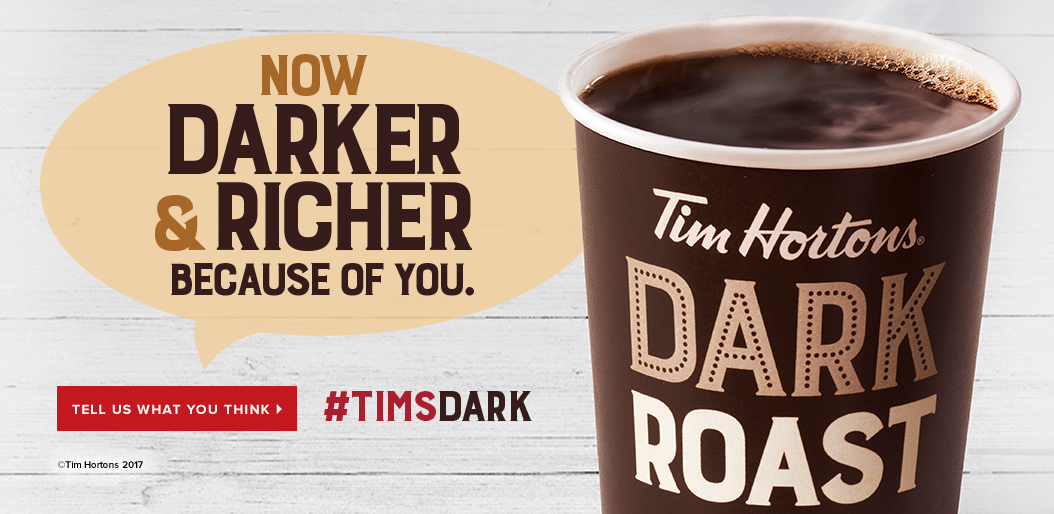 NOW
DARKER
& RICHER
BECAUSE OF YOU.
TELL US WHAT YOU THINK
#TIMSDARK
©Tim Hortons 2017
Tim Hortons®
DARK
ROAST